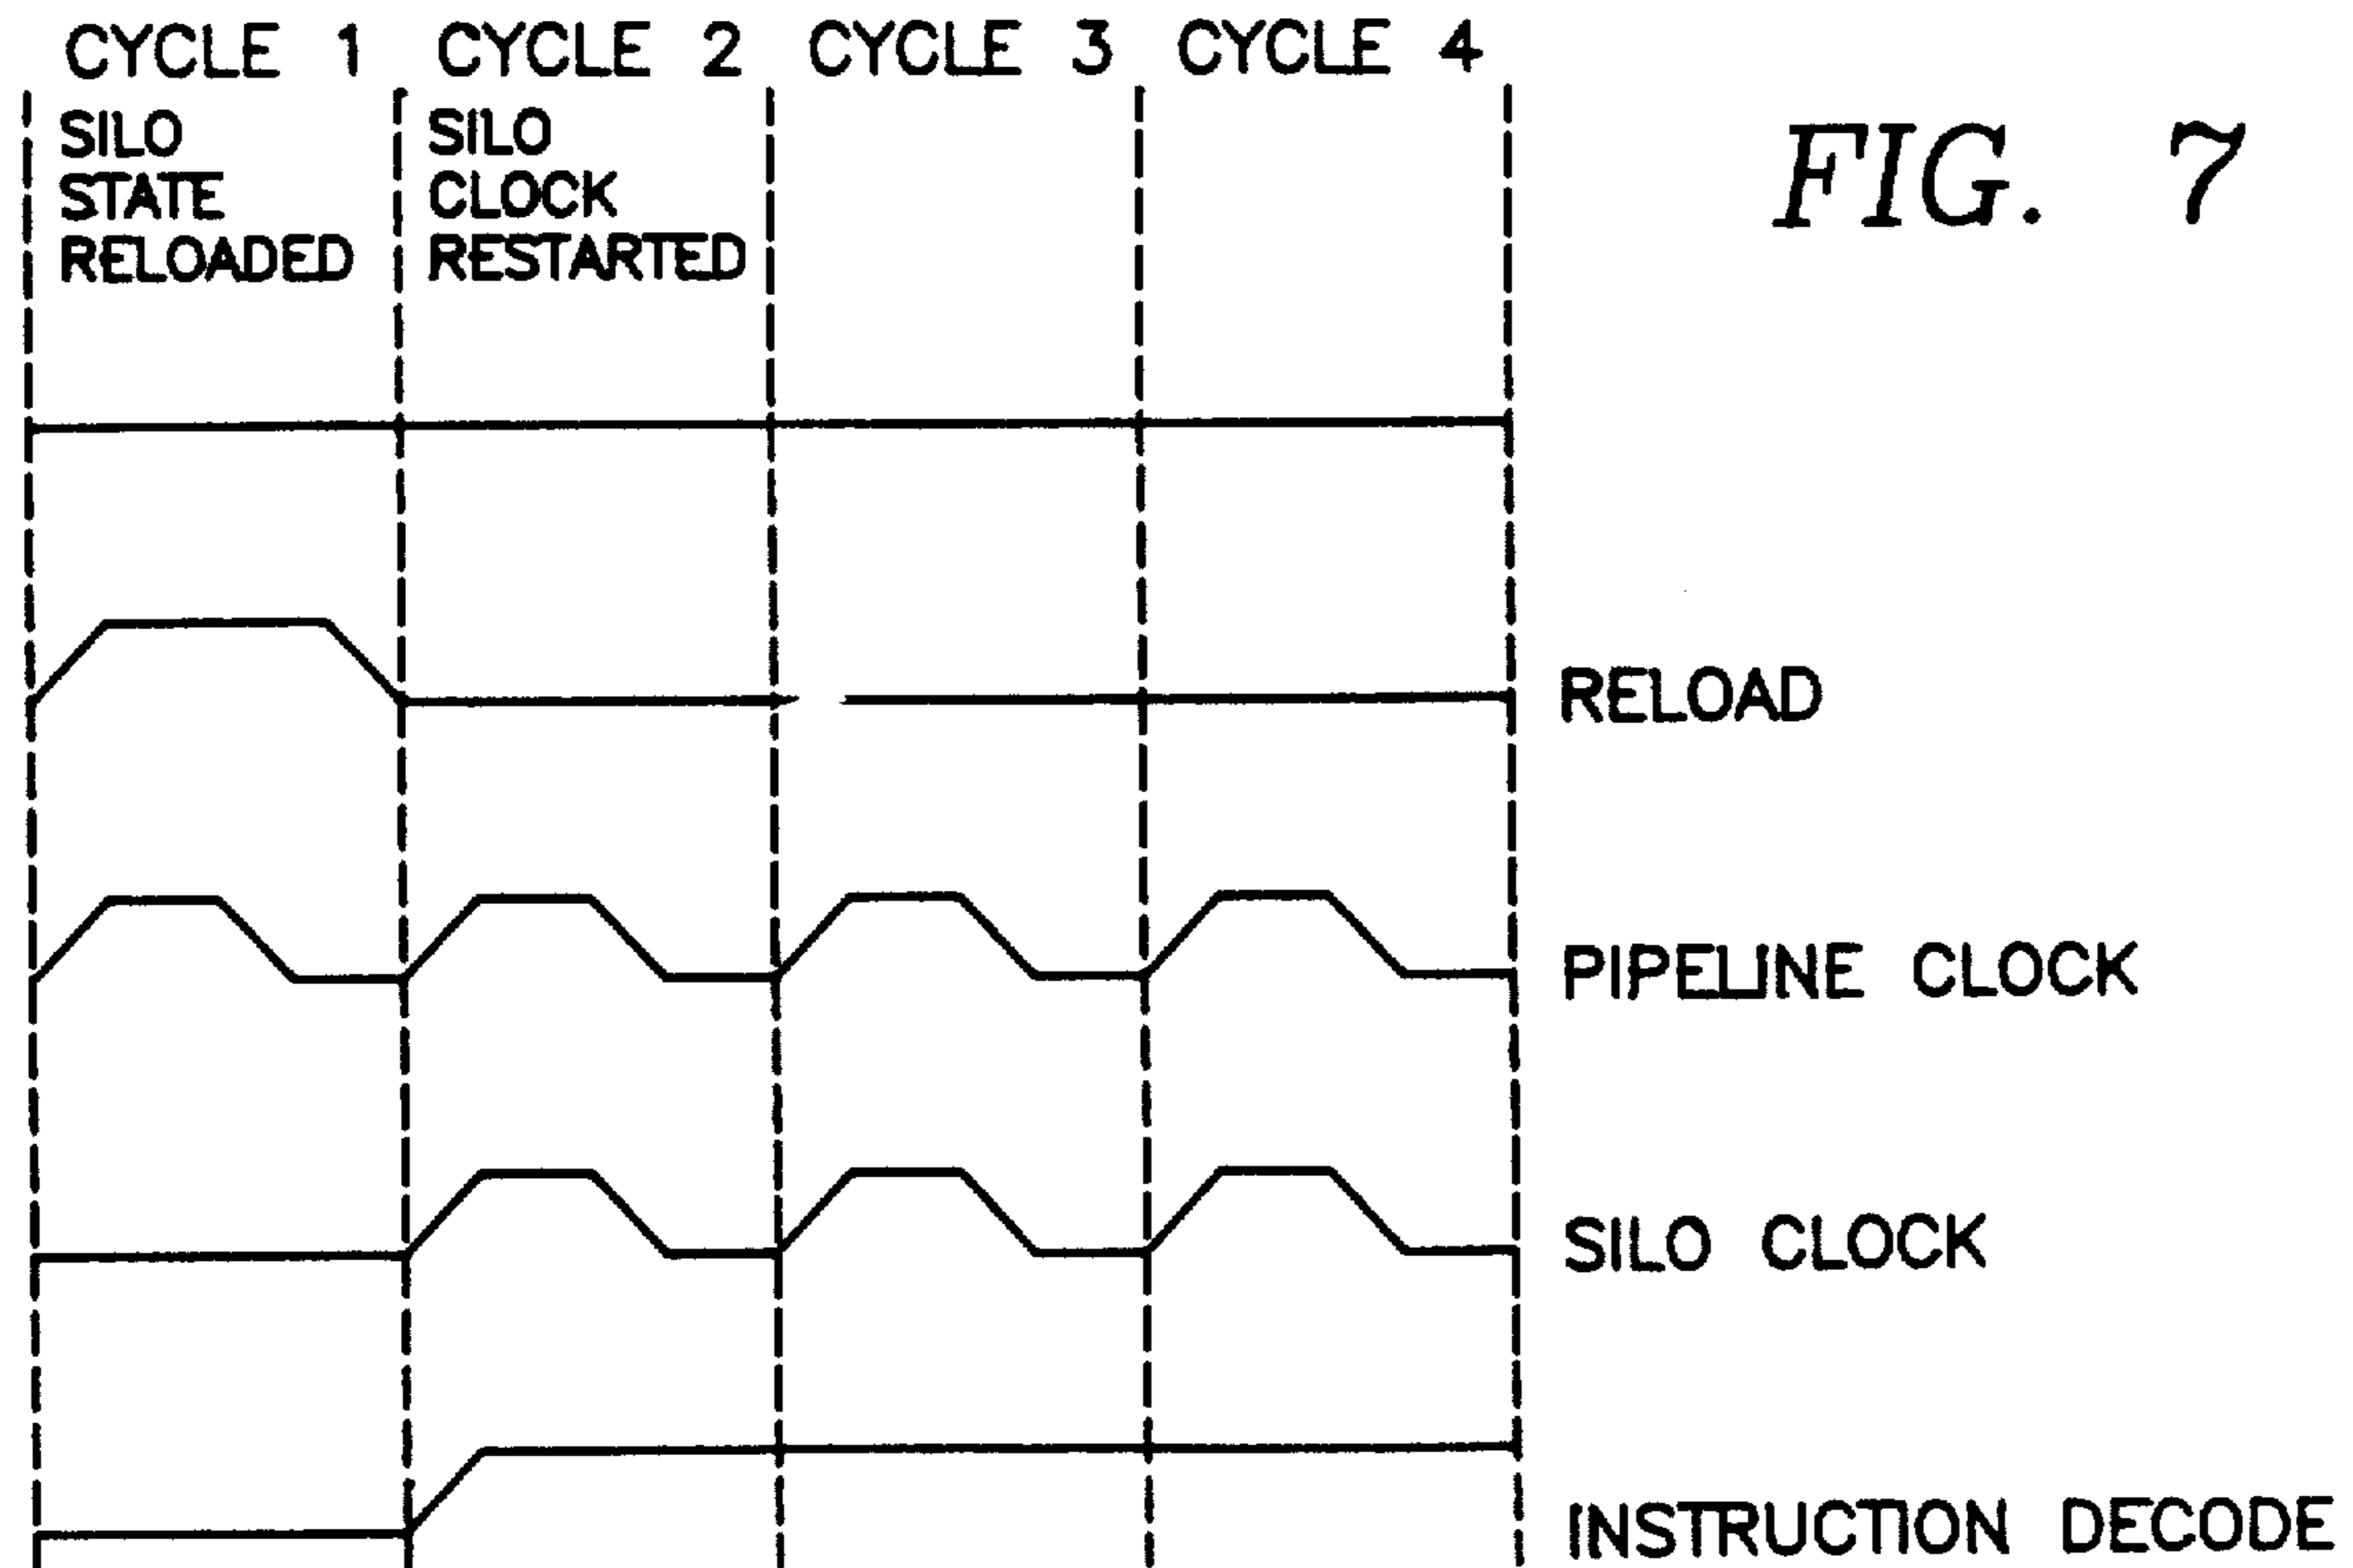 CYCLE 1 CYCLE 2 CYCLE 3 CYCLE 4
SILO
STATE
RELOADED
SILO
CLOCK
RESTARTED
FIG. 7
RELOAD
PIPELINE CLOCK
SILO CLOCK
INSTRUCTION DECODE